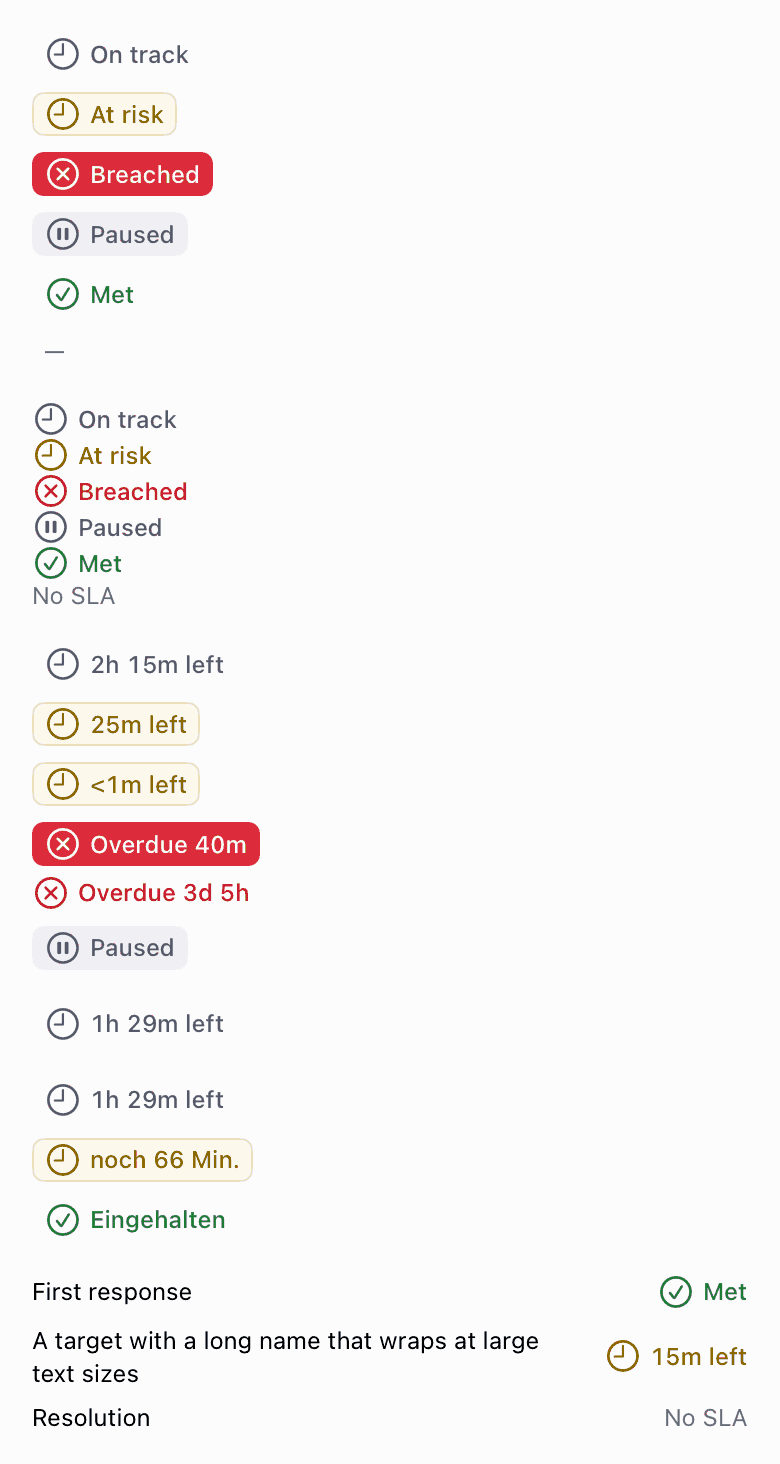 On track
At risk
Breached
Paused
Met
—
On track
At risk
Breached
Paused
Met
No SLA
2h 15m left
25m left
<1m left
Overdue 40m
Overdue 3d 5h
Paused
1h 29m left
1h 29m left
noch 66 Min.
Eingehalten
First response
Met
A target with a long name that wraps at large
text sizes
15m left
Resolution
No SLA